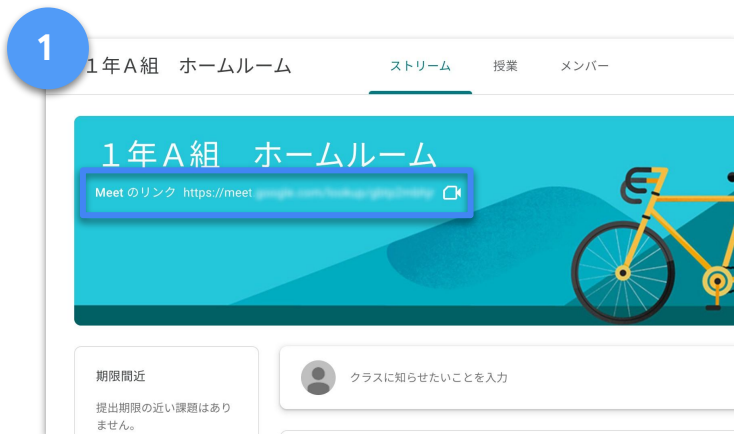 1
１年Ａ組　ホームルーム
ストリーム
授業
メンバー
１年Ａ組　ホームルーム
Meet のリンク https://meet.
期限間近
提出期限の近い課題はあり
ません。
クラスに知らせたいことを入力